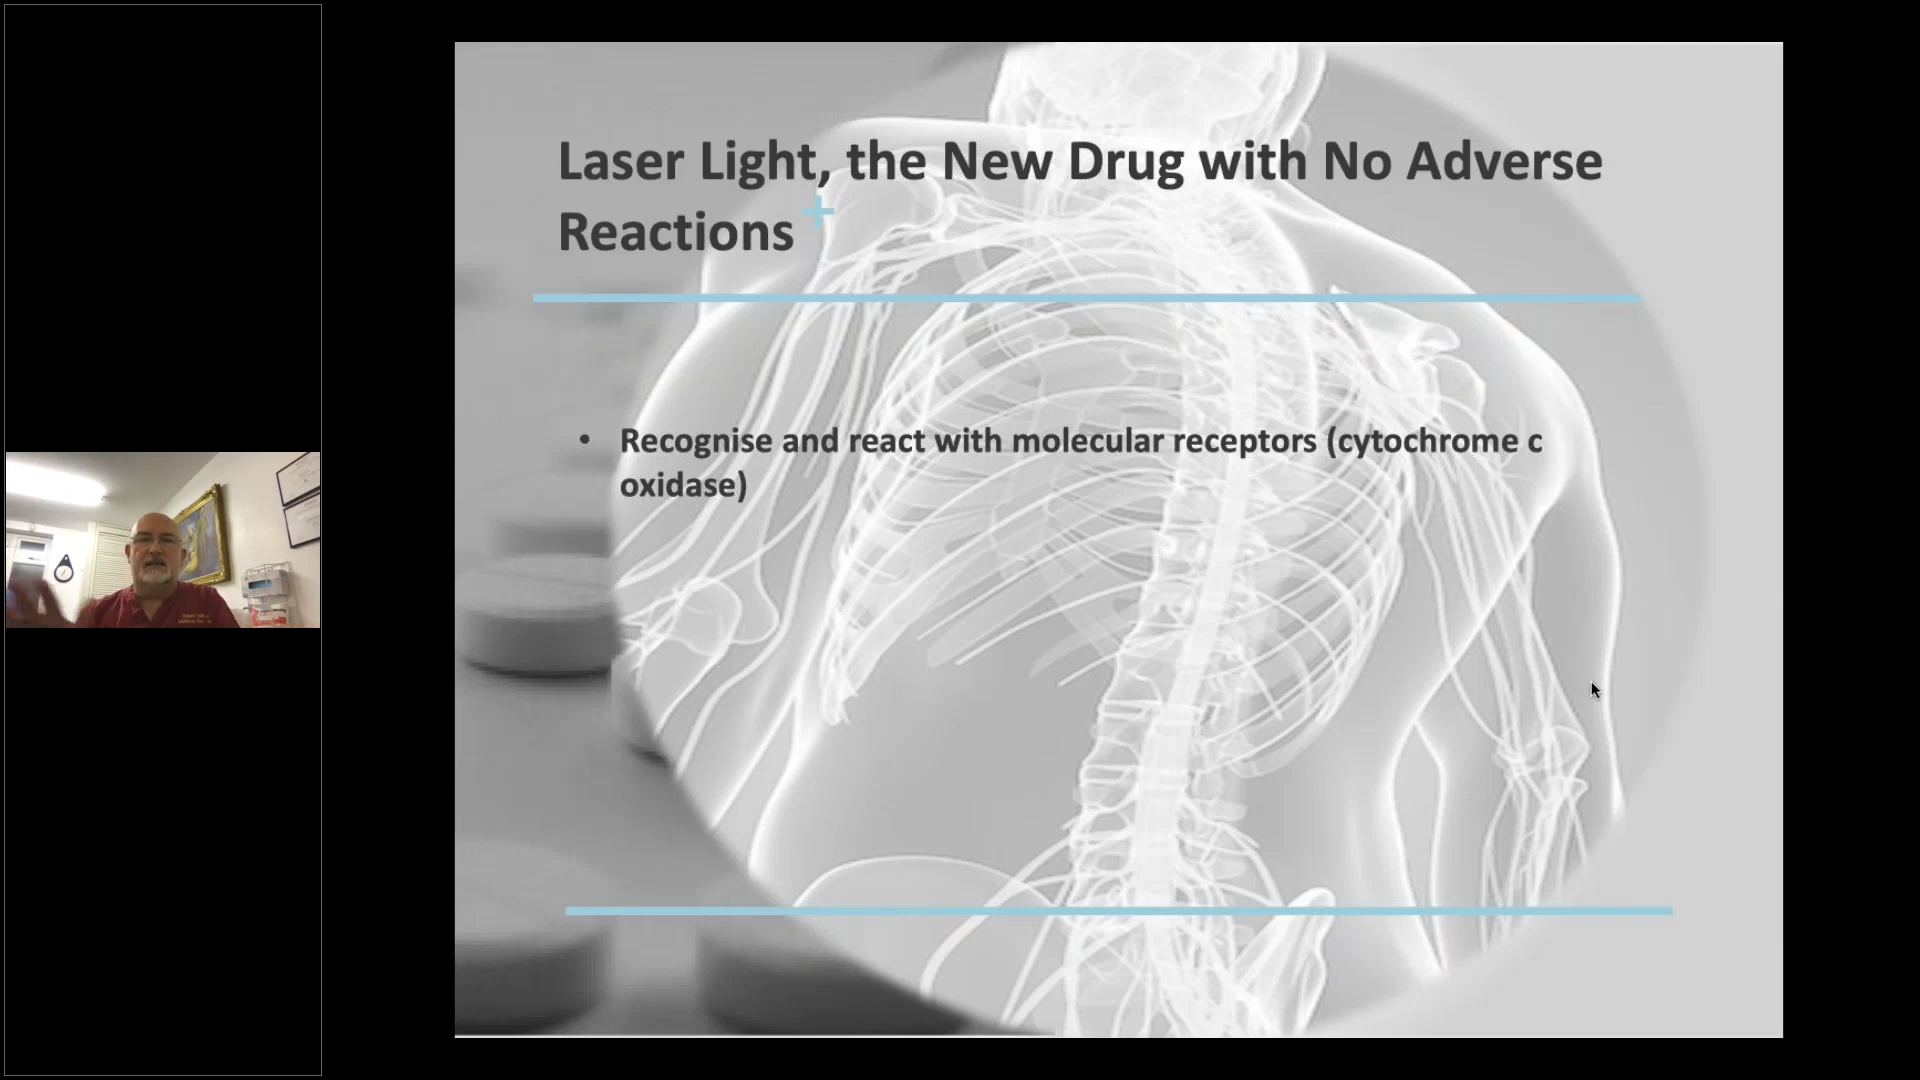 Laser Light, the New Drug with No Adverse
Reactions
• Recognise and react with molecular receptors (cytochrome c
oxidase)